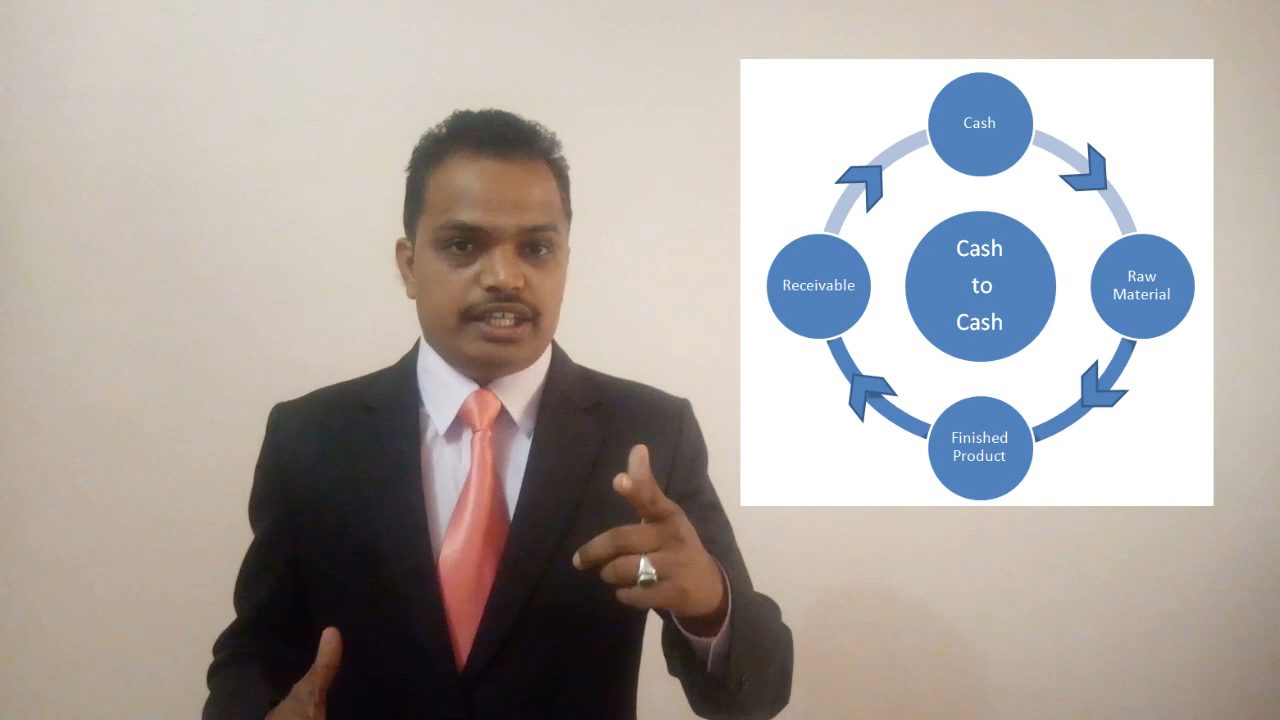 Cash
Raw
Material
Finished
Product
Receivable
Cash
to
Cash